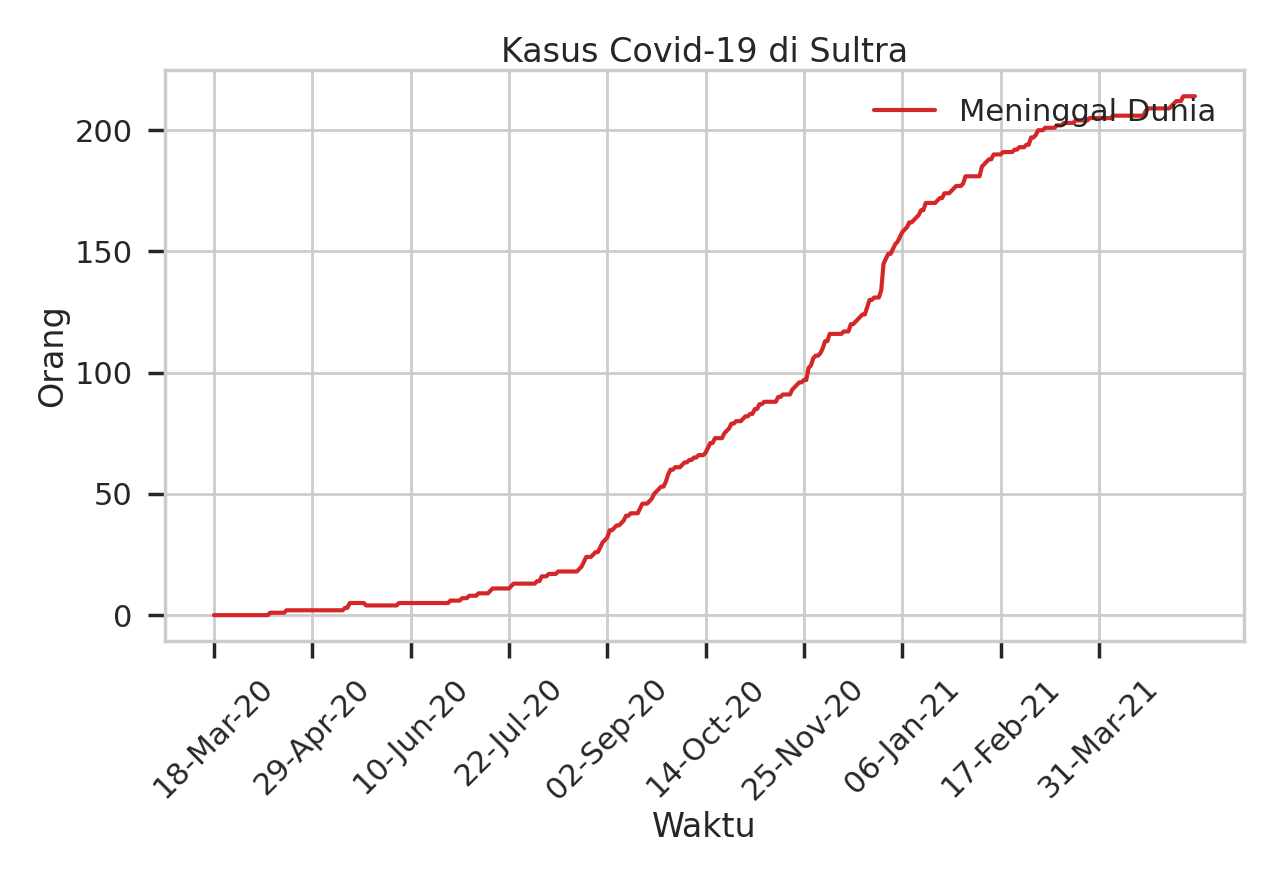 Kasus Covid-19 di Sultra
Meninggal Dunia
Orang
200
150
100
50
0
18-Mar-20
29-Apr-20
10-Jun-20
22-Jul-20
02-Sep-20
14-Oct-20
25-Nov-20
06-Jan-21
17-Feb-21
31-Mar-21
Waktu